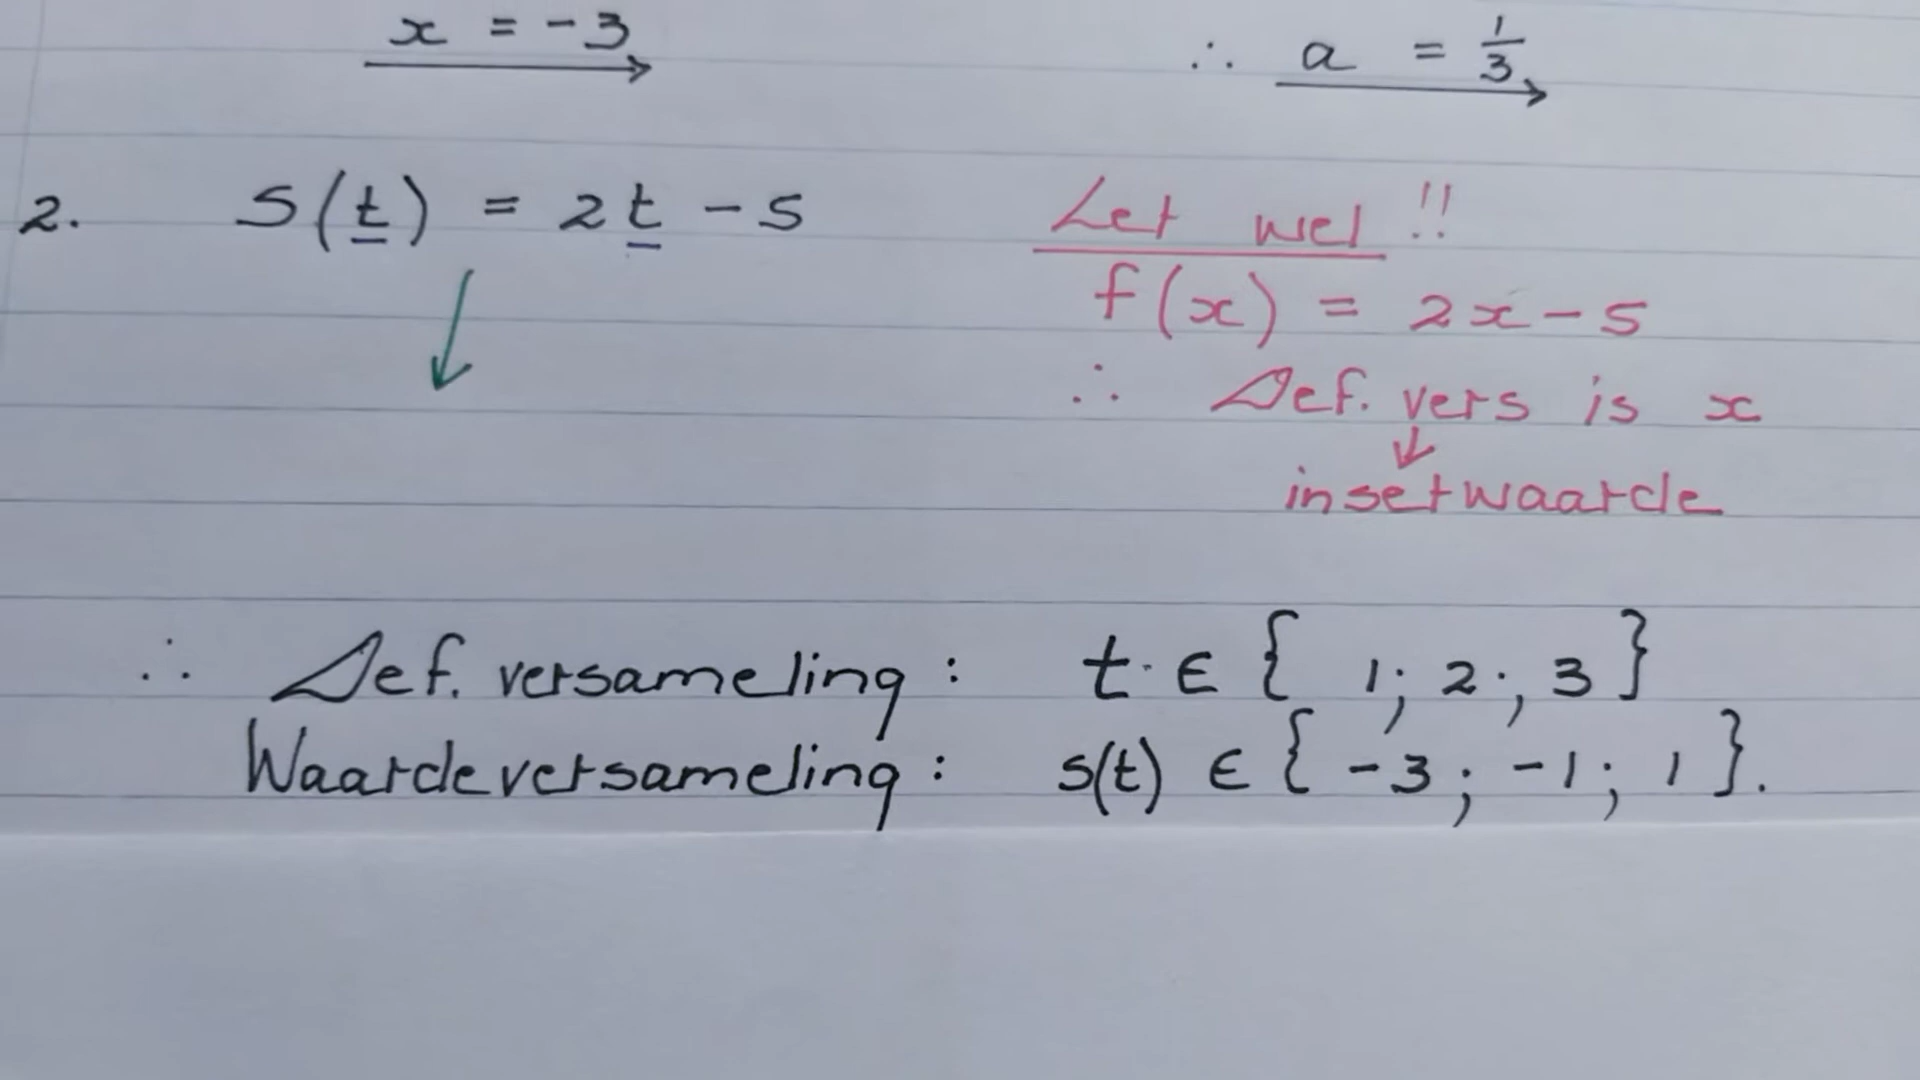 x = -3
∴ a = 1/3
2. S(t) = 2t - 5
Let wel !!
f(x) = 2x - 5
∴ Def. vers is x
↓
insetwaarde
∴ Def. versameling : t ∈ { 1; 2; 3 }
Waardeversameling : s(t) ∈ { -3 ; -1 ; 1 }.